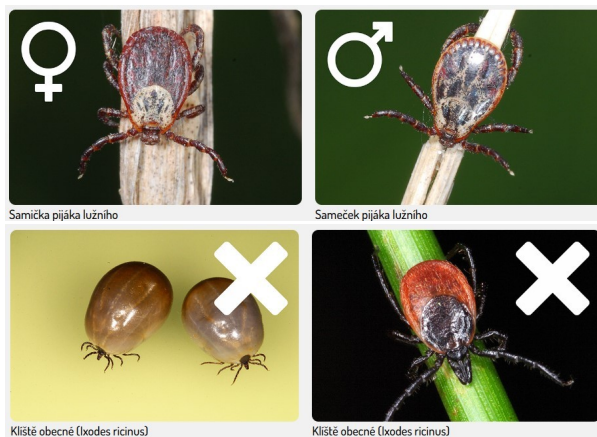 Samička pijáka lužního
Sameček pijáka lužního
Klíště obecné (Ixodes ricinus)
Klíště obecné (Ixodes ricinus)